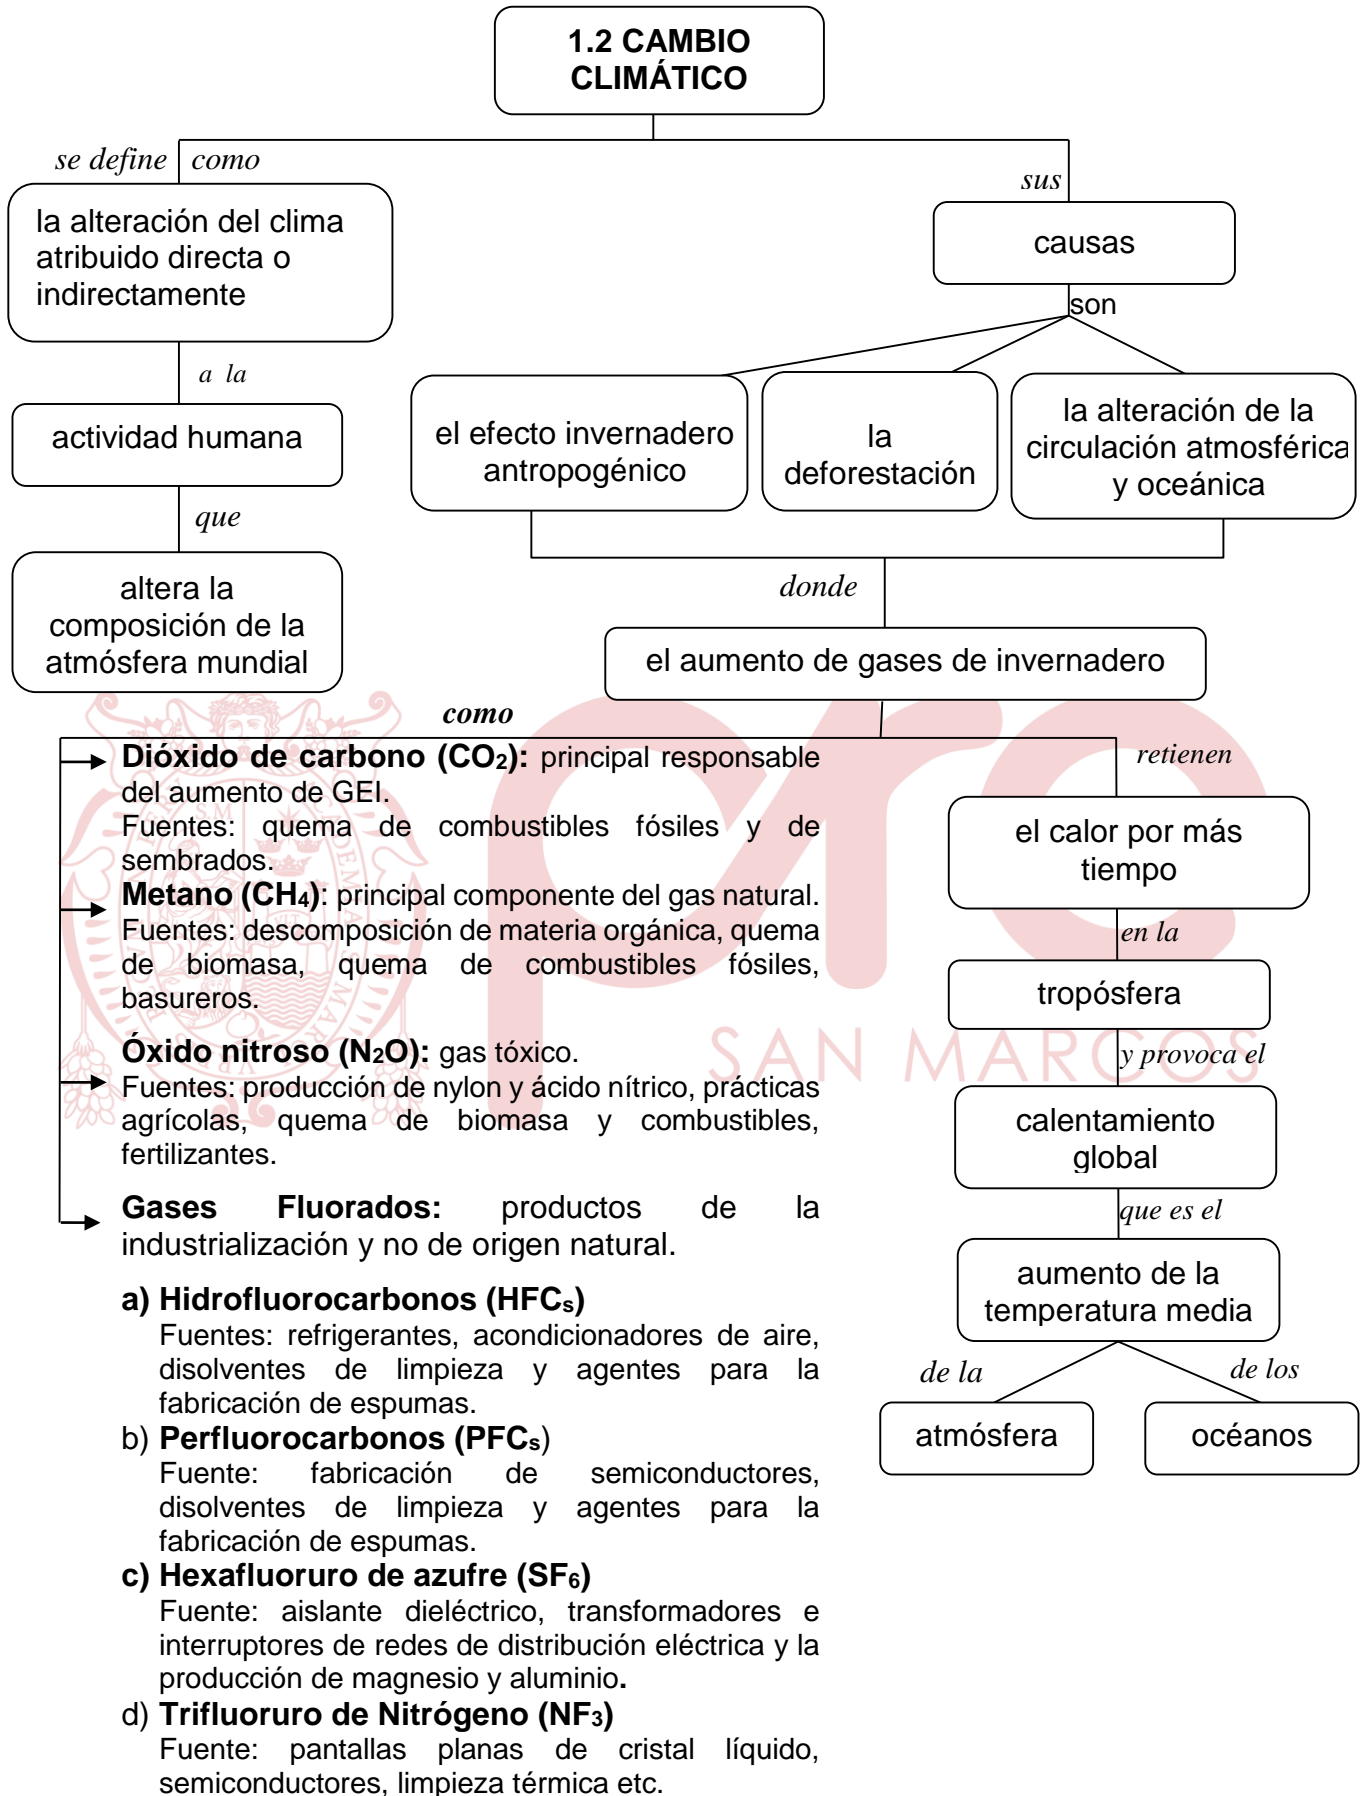 1.2 CAMBIO
CLIMÁTICO
se define como
la alteración del clima
atribuido directa o
indirectamente
a la
actividad humana
que
altera la
composición de la
atmósfera mundial
sus
causas
son
el efecto invernadero
antropogénico
la
deforestación
la alteración de la
circulación atmosférica
y oceánica
donde
el aumento de gases de invernadero
como
Dióxido de carbono (CO₂): principal responsable
del aumento de GEI.
Fuentes: quema de combustibles fósiles y de
sembrados.
Metano (CH₄): principal componente del gas natural.
Fuentes: descomposición de materia orgánica, quema
de biomasa, quema de combustibles fósiles,
basureros.
Óxido nitroso (N₂O): gas tóxico.
Fuentes: producción de nylon y ácido nítrico, prácticas
agrícolas, quema de biomasa y combustibles,
fertilizantes.
Gases Fluorados: productos de la
industrialización y no de origen natural.
a) Hidrofluorocarbonos (HFCₛ)
Fuentes: refrigerantes, acondicionadores de aire,
disolventes de limpieza y agentes para la
fabricación de espumas.
b) Perfluorocarbonos (PFCₛ)
Fuente: fabricación de semiconductores,
disolventes de limpieza y agentes para la
fabricación de espumas.
c) Hexafluoruro de azufre (SF₆)
Fuente: aislante dieléctrico, transformadores e
interruptores de redes de distribución eléctrica y la
producción de magnesio y aluminio.
d) Trifluoruro de Nitrógeno (NF₃)
Fuente: pantallas planas de cristal líquido,
semiconductores, limpieza térmica etc.
retienen
el calor por más
tiempo
en la
tropósfera
y provoca el
calentamiento
global
que es el
aumento de la
temperatura media
de la
atmósfera
de los
océanos
pre
SAN MARCOS